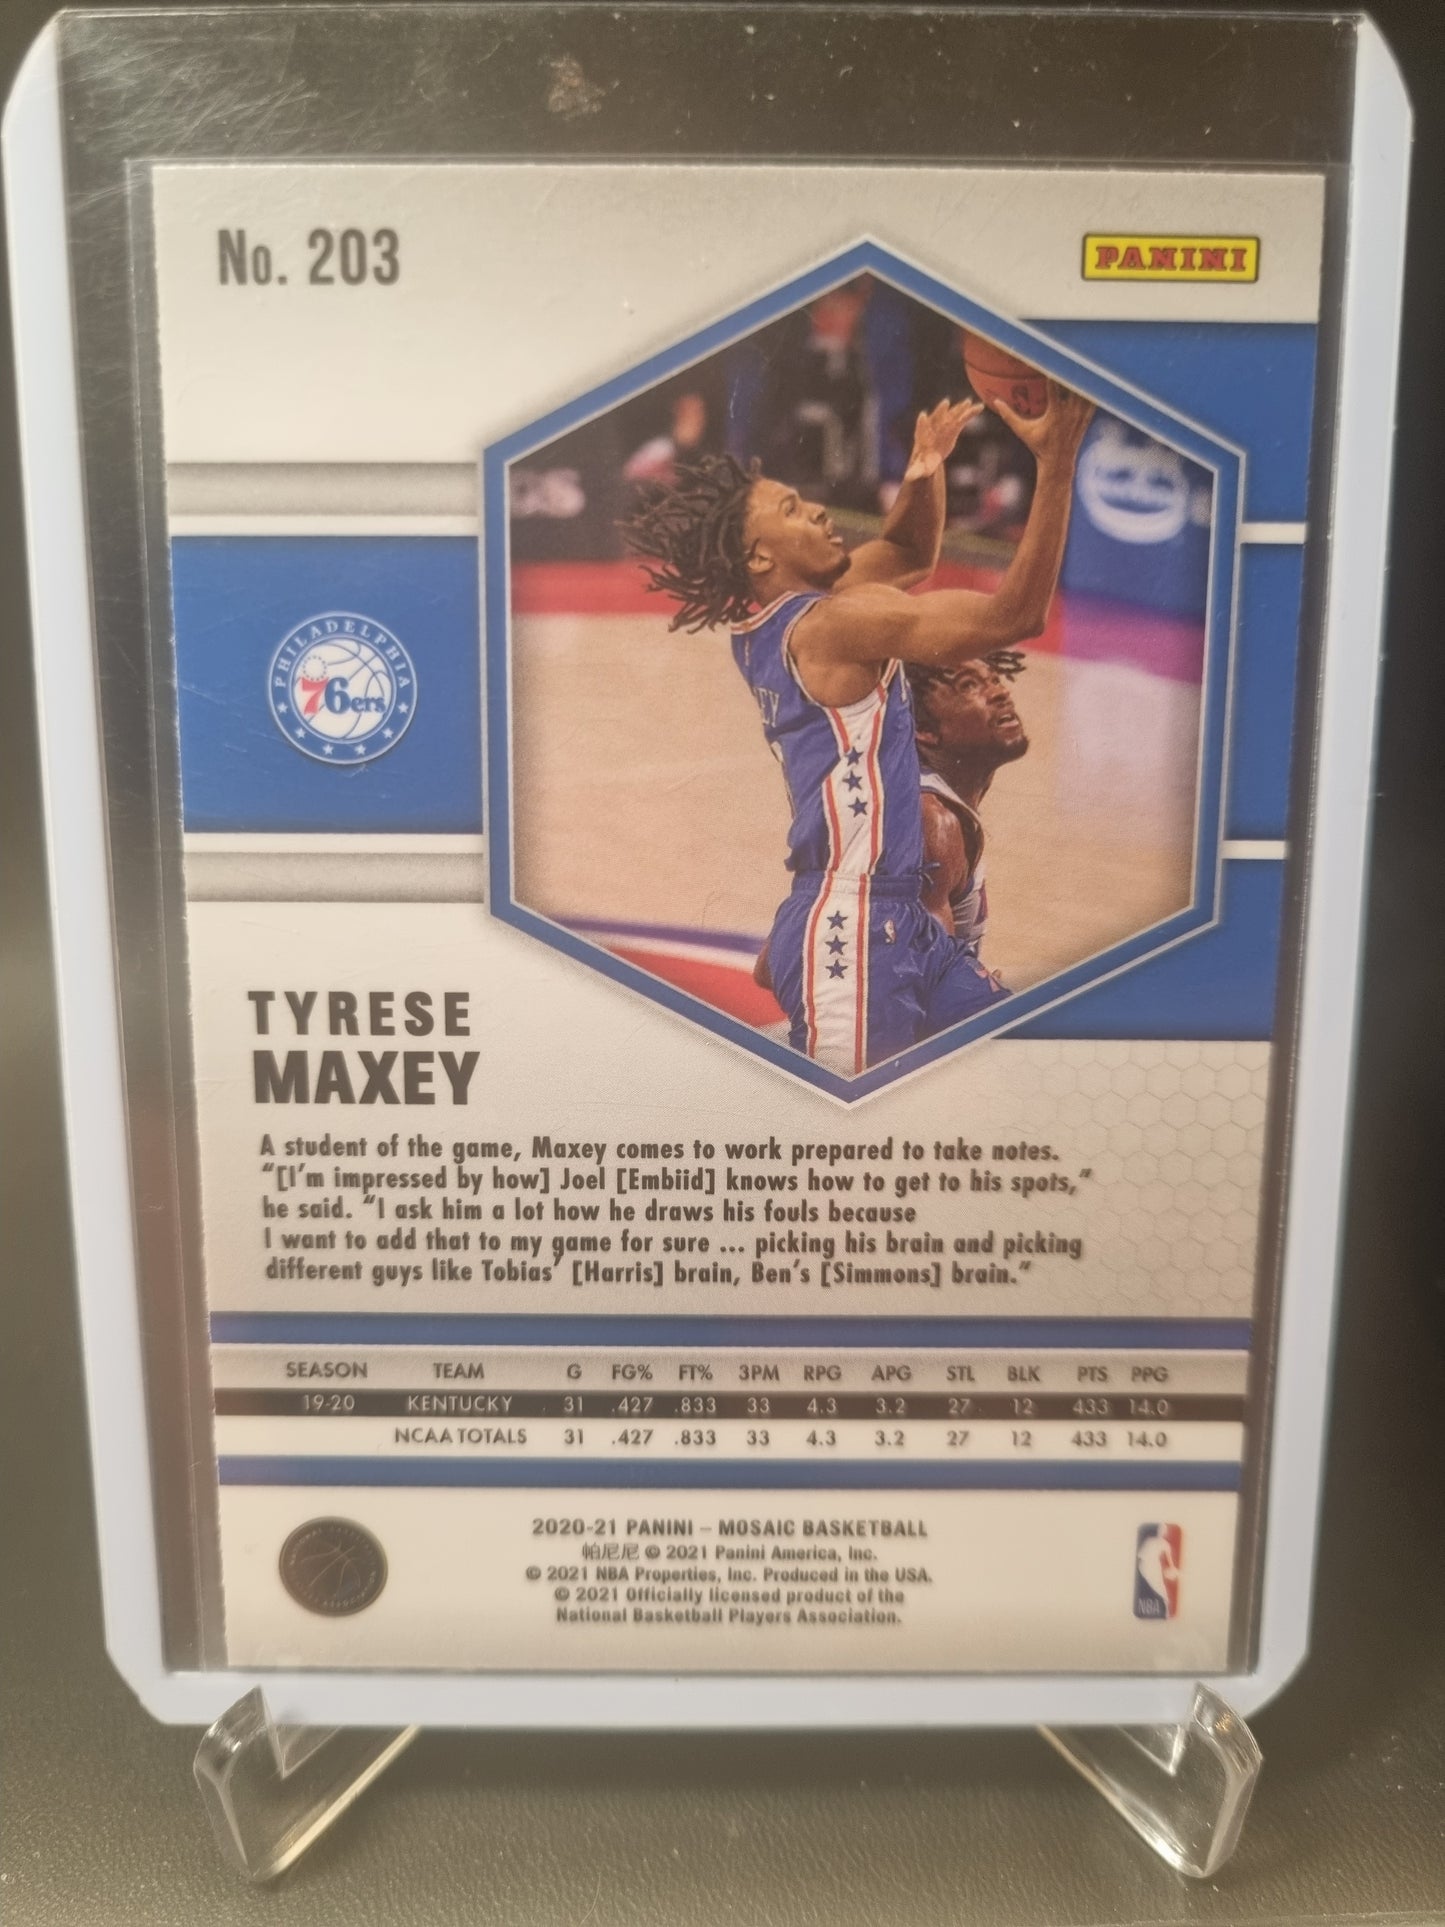 No. 203
PANINI
PHILADELPHIA
76ers
TYRESE
MAXEY
A student of the game, Maxey comes to work prepared to take notes.
“[I’m impressed by how] Joel [Embiid] knows how to get to his spots,”
he said. “I ask him a lot how he draws his fouls because
I want to add that to my game for sure ... picking his brain and picking
different guys like Tobias’ [Harris] brain, Ben’s [Simmons] brain.”
SEASON TEAM G FG% FT% 3PM RPG APG STL BLK PTS PPG
19-20 KENTUCKY 31 .427 .833 33 4.3 3.2 27 12 433 14.0
NCAA TOTALS 31 .427 .833 33 4.3 3.2 27 12 433 14.0
2020-21 PANINI – MOSAIC BASKETBALL
帕尼尼 © 2021 Panini America, Inc.
© 2021 NBA Properties, Inc. Produced in the USA.
© 2021 Officially licensed product of the
National Basketball Players Association.
NBA